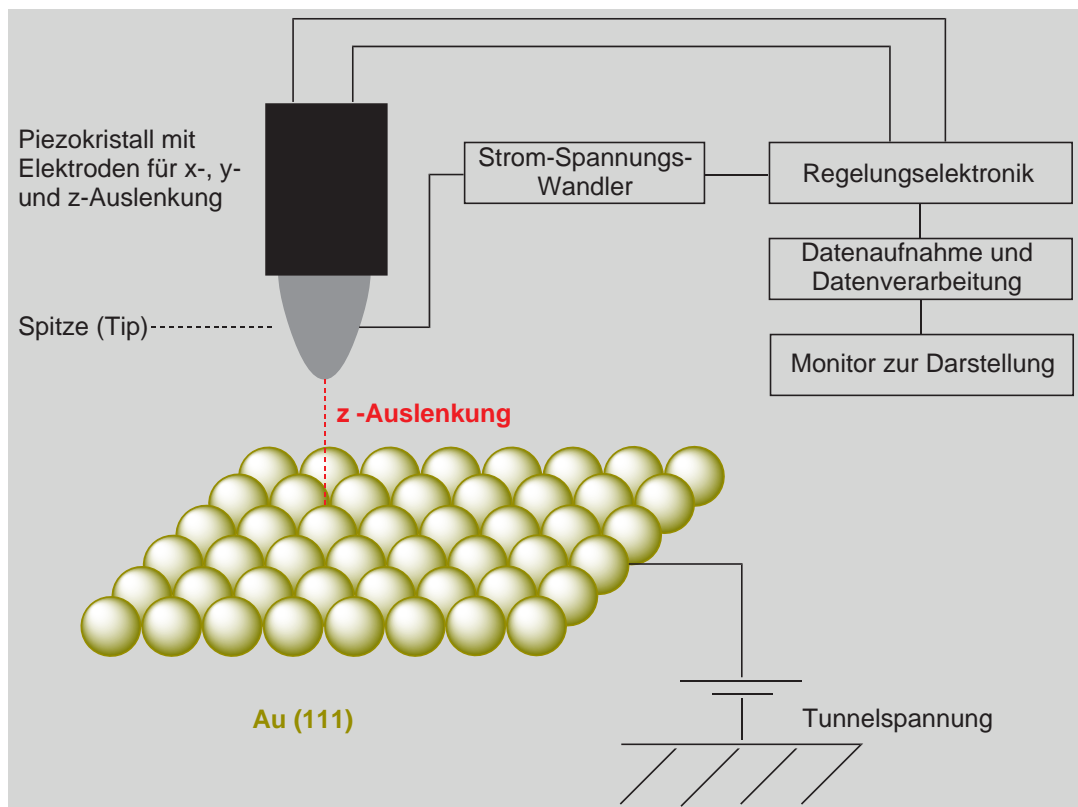 Piezokristall mit
Elektroden für x-, y-
und z-Auslenkung
Strom-Spannungs-
Wandler
Regelungselektronik
Datenaufnahme und
Datenverarbeitung
Spitze (Tip)
Monitor zur Darstellung
z -Auslenkung
Au (111)
Tunnelspannung